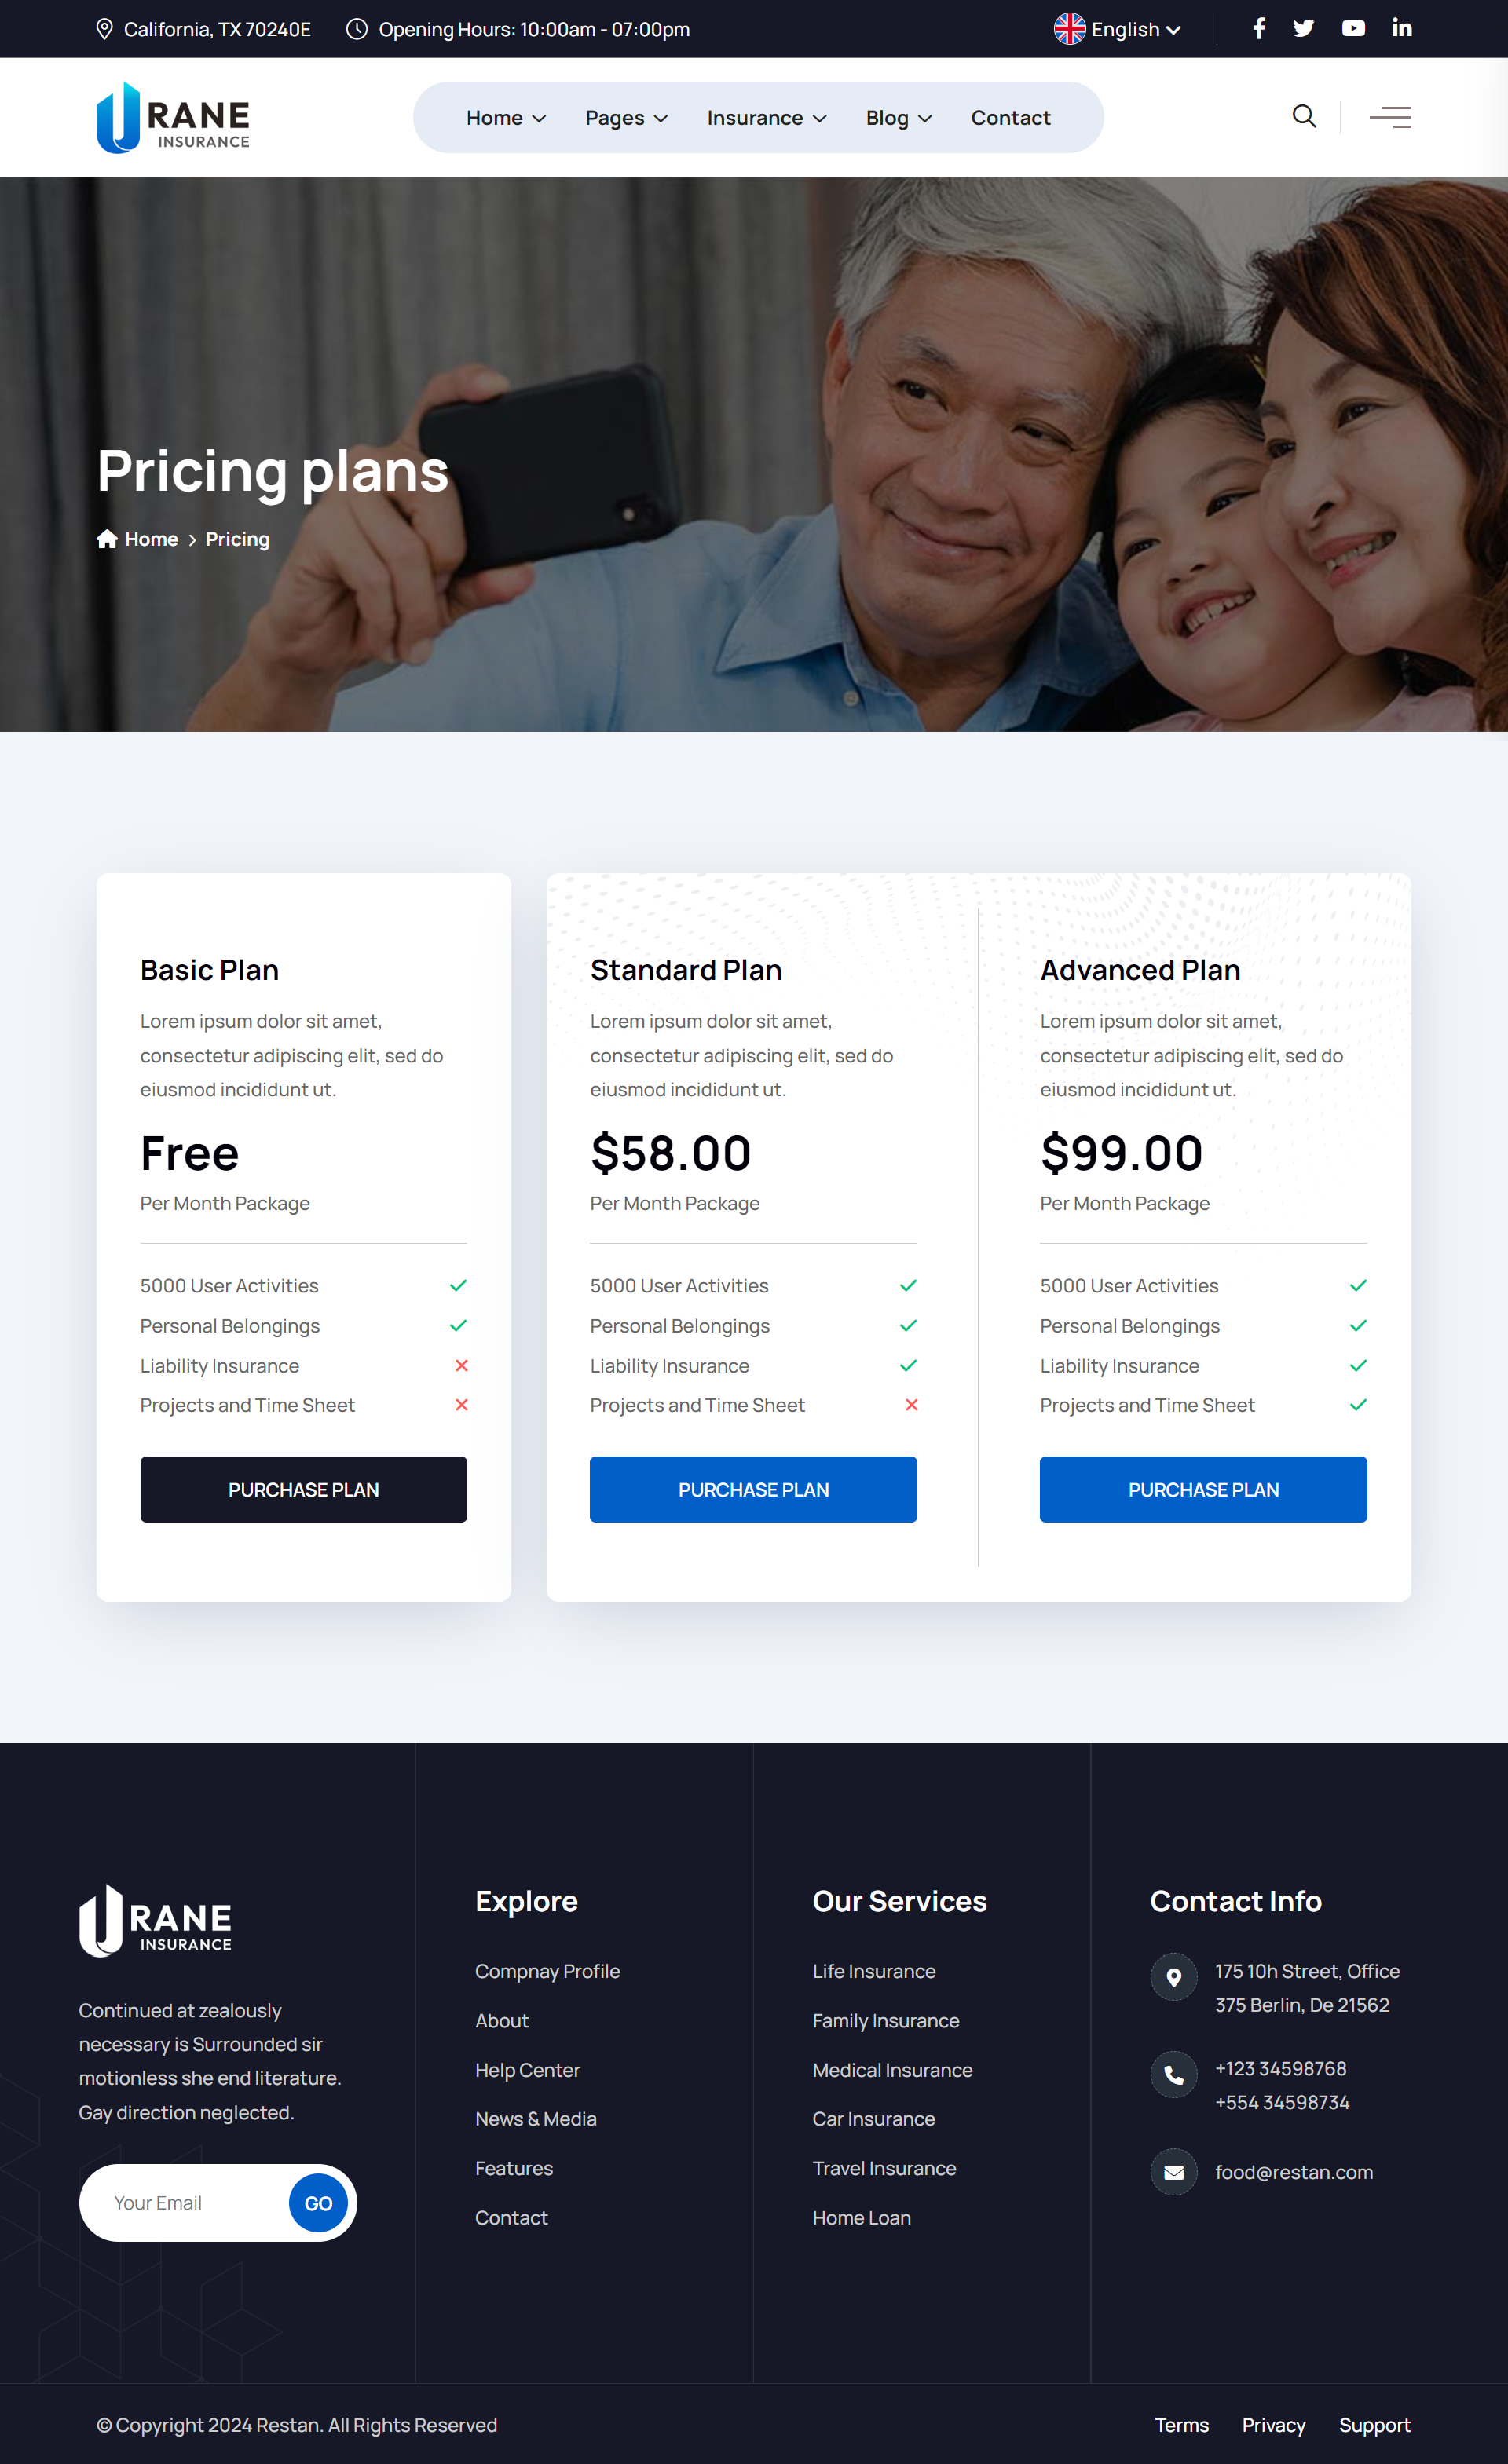 California, TX 70240E
Opening Hours: 10:00am - 07:00pm
English
URANE
INSURANCE
Home
Pages
Insurance
Blog
Contact
Pricing plans
Home
Pricing
Basic Plan
Lorem ipsum dolor sit amet,
consectetur adipiscing elit, sed do
eiusmod incididunt ut.
Free
Per Month Package
5000 User Activities
Personal Belongings
Liability Insurance
Projects and Time Sheet
PURCHASE PLAN
Standard Plan
Lorem ipsum dolor sit amet,
consectetur adipiscing elit, sed do
eiusmod incididunt ut.
$58.00
Per Month Package
5000 User Activities
Personal Belongings
Liability Insurance
Projects and Time Sheet
PURCHASE PLAN
Advanced Plan
Lorem ipsum dolor sit amet,
consectetur adipiscing elit, sed do
eiusmod incididunt ut.
$99.00
Per Month Package
5000 User Activities
Personal Belongings
Liability Insurance
Projects and Time Sheet
PURCHASE PLAN
URANE
INSURANCE
Continued at zealously
necessary is Surrounded sir
motionless she end literature.
Gay direction neglected.
Your Email
GO
Explore
Compnay Profile
About
Help Center
News & Media
Features
Contact
Our Services
Life Insurance
Family Insurance
Medical Insurance
Car Insurance
Travel Insurance
Home Loan
Contact Info
175 10h Street, Office
375 Berlin, De 21562
+123 34598768
+554 34598734
food@restan.com
© Copyright 2024 Restan. All Rights Reserved
Terms
Privacy
Support